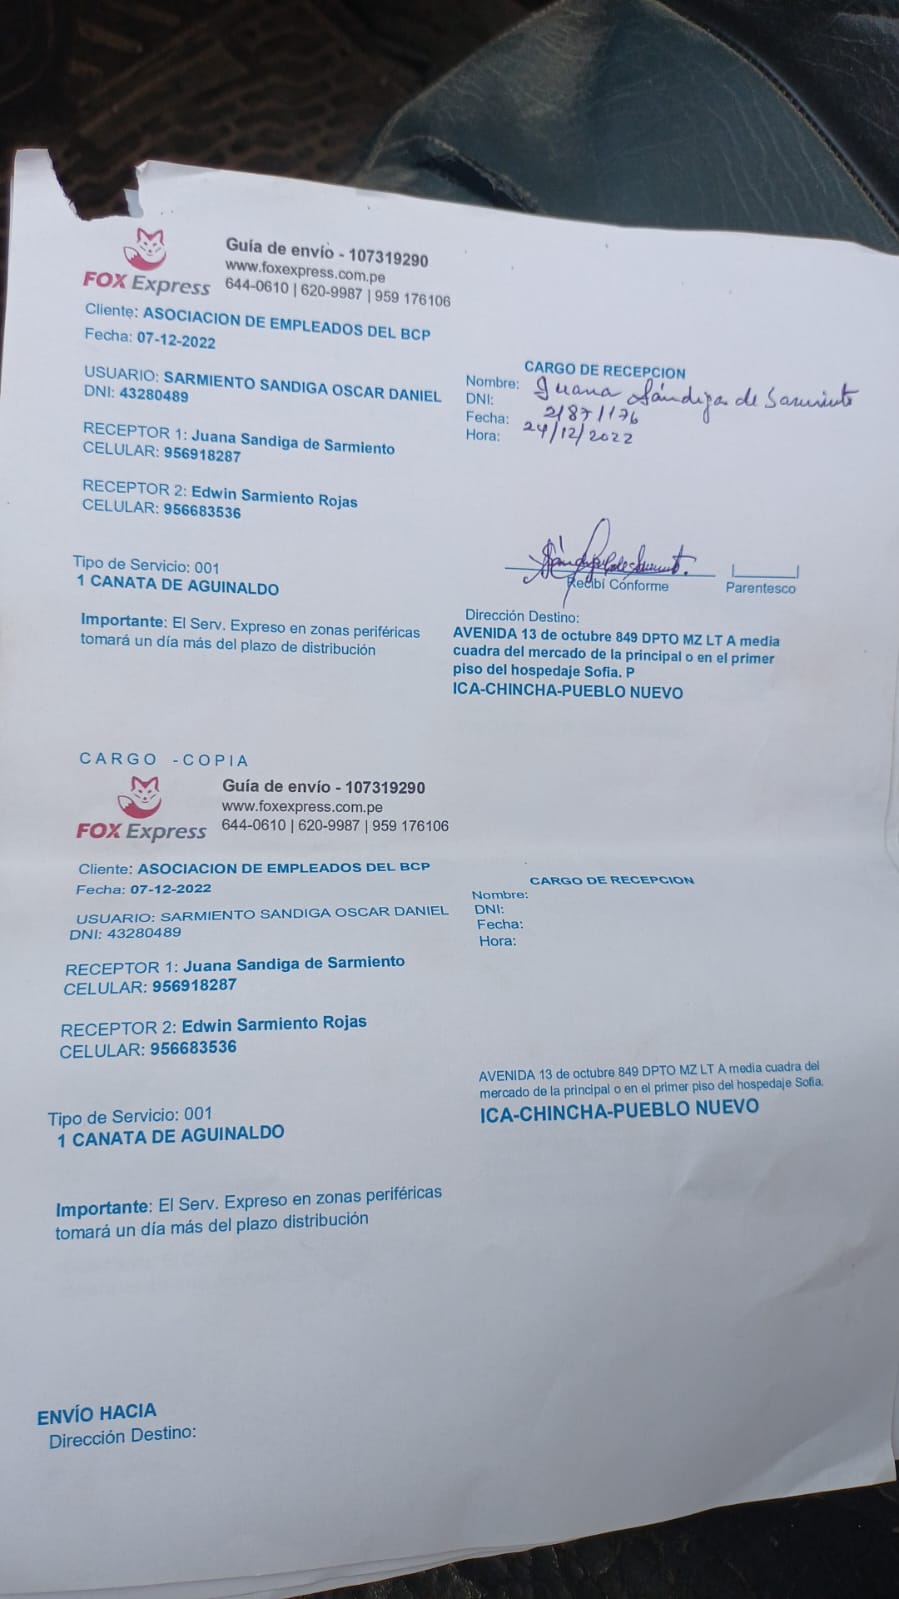 FOX Express
Guía de envío - 107319290
www.foxexpress.com.pe
644-0610 | 620-9987 | 959 176106
Cliente: ASOCIACION DE EMPLEADOS DEL BCP
Fecha: 07-12-2022
USUARIO: SARMIENTO SANDIGA OSCAR DANIEL
DNI: 43280489
RECEPTOR 1: Juana Sandiga de Sarmiento
CELULAR: 956918287
RECEPTOR 2: Edwin Sarmiento Rojas
CELULAR: 956683536
Tipo de Servicio: 001
1 CANATA DE AGUINALDO
Importante: El Serv. Expreso en zonas periféricas
tomará un día más del plazo de distribución
CARGO DE RECEPCION
Nombre: Juana Sándiga de Sarmiento
DNI:
Fecha: 24/12/2022
Hora:
Recibí Conforme
Parentesco
Dirección Destino:
AVENIDA 13 de octubre 849 DPTO MZ LT A media
cuadra del mercado de la principal o en el primer
piso del hospedaje Sofia. P
ICA-CHINCHA-PUEBLO NUEVO
CARGO -COPIA
FOX Express
Guía de envío - 107319290
www.foxexpress.com.pe
644-0610 | 620-9987 | 959 176106
Cliente: ASOCIACION DE EMPLEADOS DEL BCP
Fecha: 07-12-2022
USUARIO: SARMIENTO SANDIGA OSCAR DANIEL
DNI: 43280489
RECEPTOR 1: Juana Sandiga de Sarmiento
CELULAR: 956918287
RECEPTOR 2: Edwin Sarmiento Rojas
CELULAR: 956683536
Tipo de Servicio: 001
1 CANATA DE AGUINALDO
Importante: El Serv. Expreso en zonas periféricas
tomará un día más del plazo distribución
CARGO DE RECEPCION
Nombre:
DNI:
Fecha:
Hora:
AVENIDA 13 de octubre 849 DPTO MZ LT A media cuadra del
mercado de la principal o en el primer piso del hospedaje Sofia.
ICA-CHINCHA-PUEBLO NUEVO
ENVÍO HACIA
Dirección Destino: